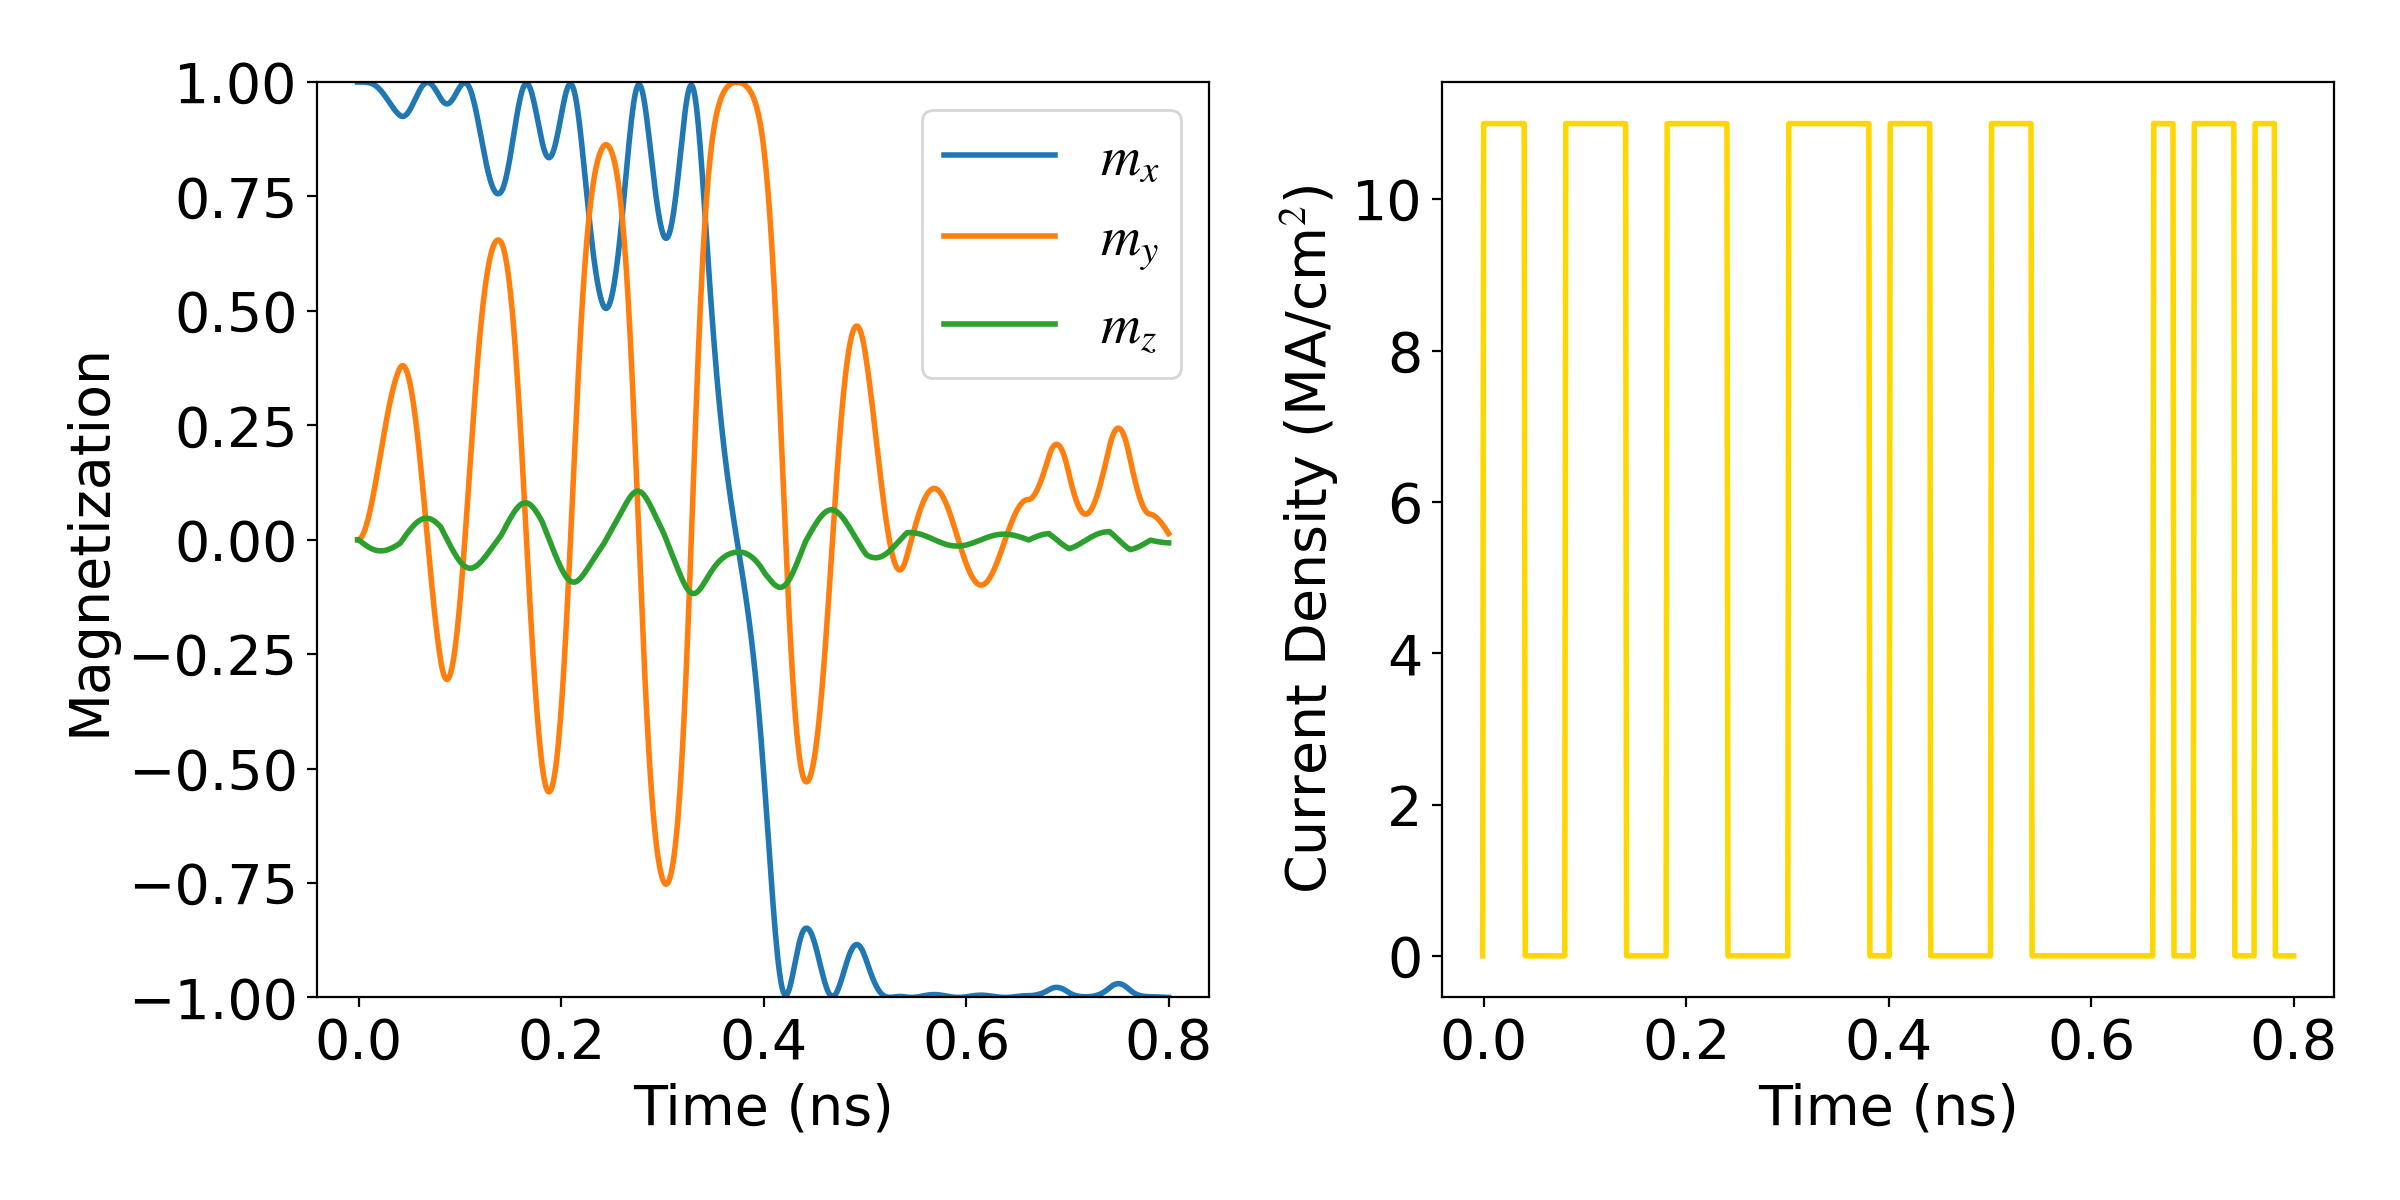 1.00
0.75
0.50
0.25
0.00
−0.25
−0.50
−0.75
−1.00
Magnetization
0.0 0.2 0.4 0.6 0.8
Time (ns)
m_x
m_y
m_z
10
8
6
4
2
0
Current Density (MA/cm²)
0.0 0.2 0.4 0.6 0.8
Time (ns)